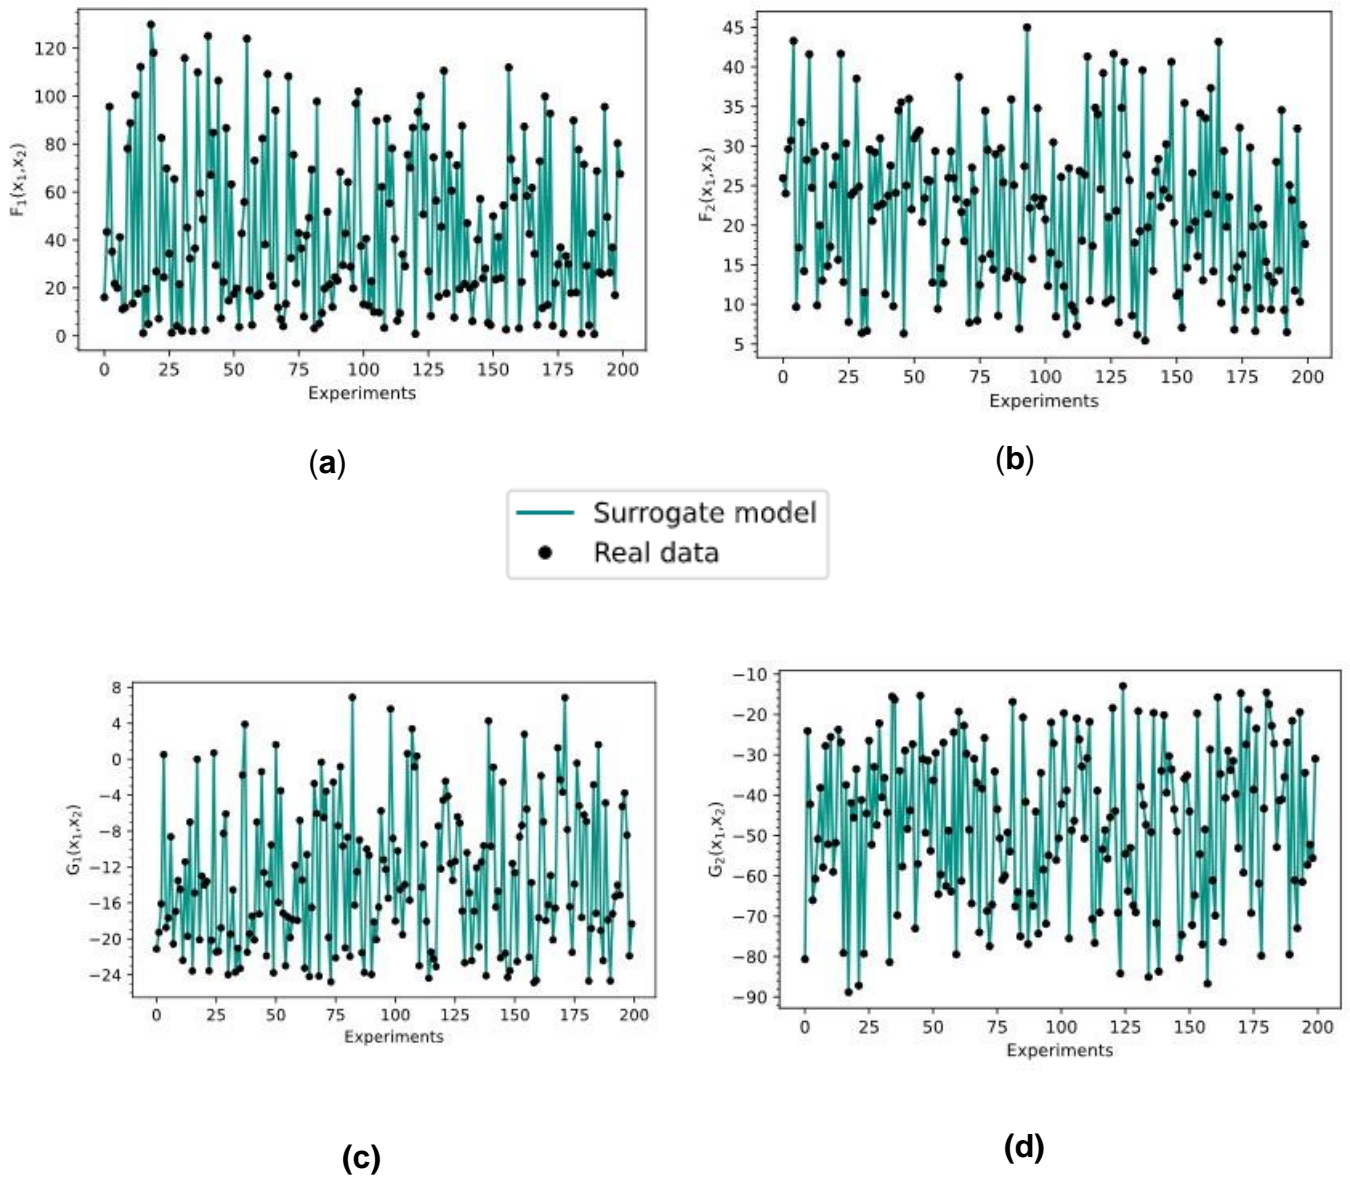 120
100
80
60
40
20
0
F₁(x₁,x₂)
0 25 50 75 100 125 150 175 200
Experiments
(a)
45
40
35
30
25
20
15
10
5
F₂(x₁,x₂)
0 25 50 75 100 125 150 175 200
Experiments
(b)
Surrogate model
Real data
8
4
0
−4
−8
−12
−16
−20
−24
G₁(x₁,x₂)
0 25 50 75 100 125 150 175 200
Experiments
(c)
−10
−20
−30
−40
−50
−60
−70
−80
−90
G₂(x₁,x₂)
0 25 50 75 100 125 150 175 200
Experiments
(d)